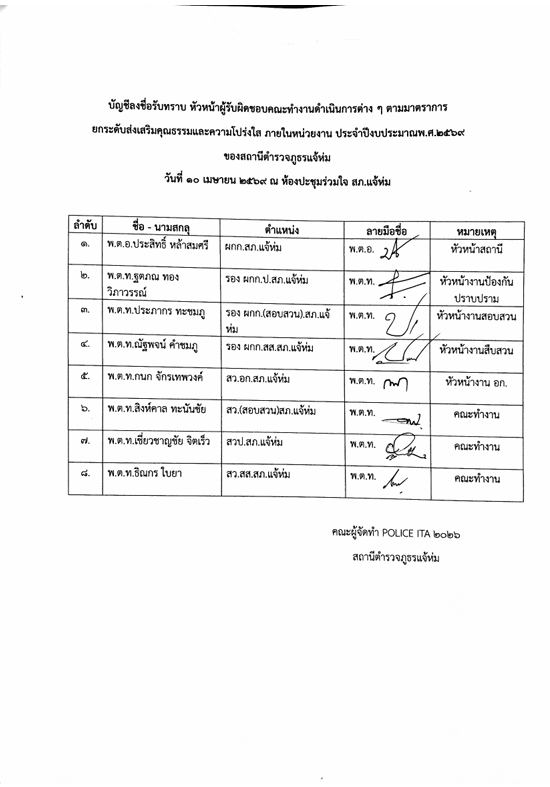 บัญชีลงชื่อรับทราบ หัวหน้าผู้รับผิดชอบคณะทำงานดำเนินการต่าง ๆ ตามมาตราการ
ยกระดับส่งเสริมคุณธรรมและความโปร่งใส ภายในหน่วยงาน ประจำปีงบประมาณพ.ศ.๒๕๖๙
ของสถานีตำรวจภูธรแจ้ห่ม
วันที่ ๑๐ เมษายน ๒๕๖๙ ณ ห้องประชุมร่วมใจ สภ.แจ้ห่ม
ลำดับ ชื่อ - นามสกลุ ตำแหน่ง ลายมือชื่อ หมายเหตุ
๑. พ.ต.อ.ประสิทธิ์ หล้าสมศรี ผกก.สภ.แจ้ห่ม พ.ต.อ. หัวหน้าสถานี
๒. พ.ต.ท.ฐตภณ ทอง รอง ผกก.ป.สภ.แจ้ห่ม พ.ต.ท. หัวหน้างานป้องกัน
วิภาวรรณ์ ปราบปราม
๓. พ.ต.ท.ประภากร ทะชมภู รอง ผกก.(สอบสวน).สภ.แจ้ พ.ต.ท. หัวหน้างานสอบสวน
ห่ม
๔. พ.ต.ท.ณัฐพจน์ คำชมภู รอง ผกก.สส.สภ.แจ้ห่ม พ.ต.ท. หัวหน้างานสืบสวน
๕. พ.ต.ท.กนก จักรเทพวงค์ สว.อก.สภ.แจ้ห่ม พ.ต.ท. หัวหน้างาน อก.
๖. พ.ต.ท.สิงห์คาล ทะนันชัย สว.(สอบสวน)สภ.แจ้ห่ม พ.ต.ท. คณะทำงาน
๗. พ.ต.ท.เชี่ยวชาญชัย จิตเร็ว สวป.สภ.แจ้ห่ม พ.ต.ท. คณะทำงาน
๘. พ.ต.ท.ธิณกร ใบยา สว.สส.สภ.แจ้ห่ม พ.ต.ท. คณะทำงาน
คณะผู้จัดทำ POLICE ITA ๒๐๒๖
สถานีตำรวจภูธรแจ้ห่ม